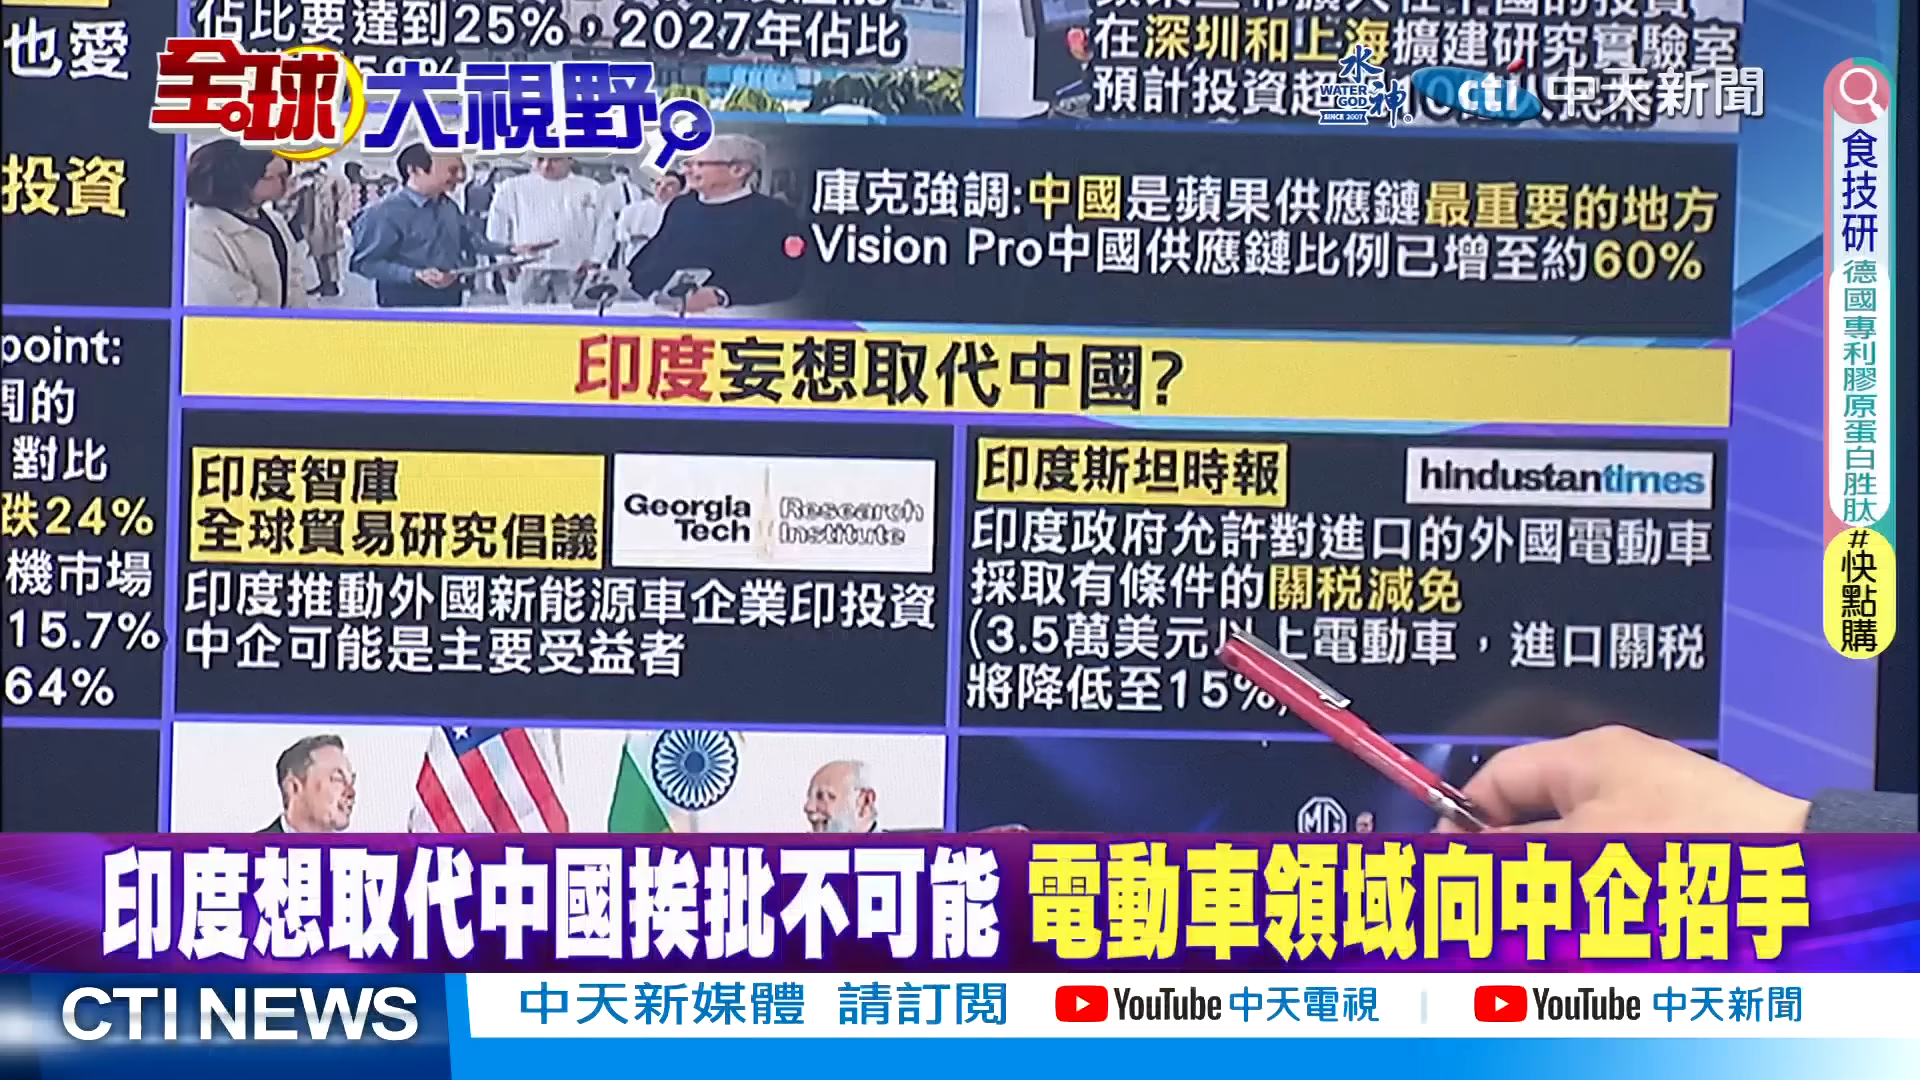 也愛
佔比要達到25%，2027年佔比
全球大視野
在深圳和上海擴建研究實驗室
預計投資超
水神
WATER GOD
SINCE 2007
cti 中天新聞
投資
庫克強調:中國是蘋果供應鏈最重要的地方
Vision Pro中國供應鏈比例已增至約60%
印度妄想取代中國?
point:
周的
對比
跌24%
機市場
15.7%
64%
印度智庫
全球貿易研究倡議
Georgia Tech
Research Institute
印度推動外國新能源車企業印投資
中企可能是主要受益者
印度斯坦時報
hindustantimes
印度政府允許對進口的外國電動車
採取有條件的關稅減免
(3.5萬美元以上電動車，進口關稅
將降低至15%)
MG
食技研
德國專利膠原蛋白胜肽
#快點購
印度想取代中國挨批不可能 電動車領域向中企招手
CTI NEWS
中天新媒體 請訂閱
YouTube 中天電視
YouTube 中天新聞